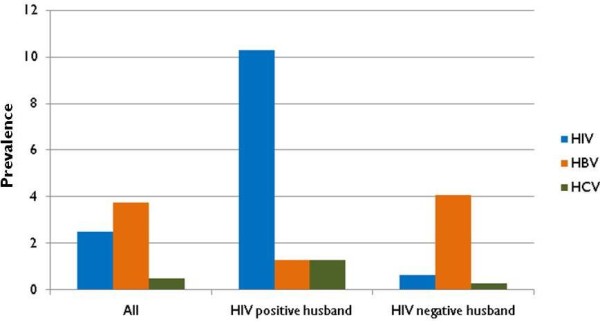 12
10
8
6
4
2
0
Prevalence
All
HIV positive husband
HIV negative husband
HIV
HBV
HCV